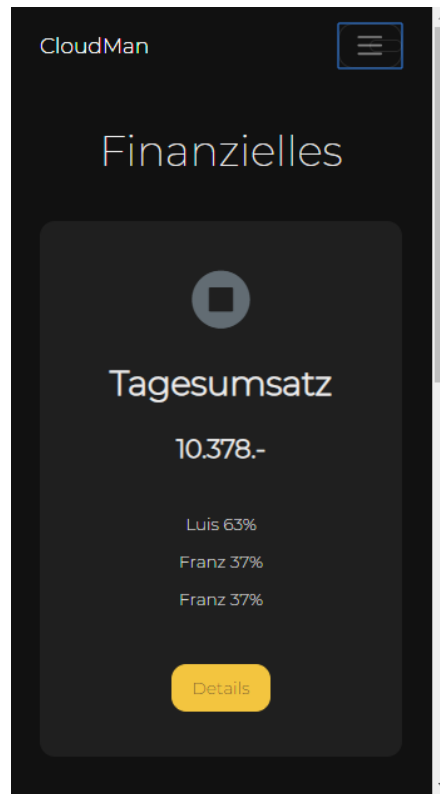 CloudMan
Finanzielles
Tagesumsatz
10.378.-
Luis 63%
Franz 37%
Franz 37%
Details